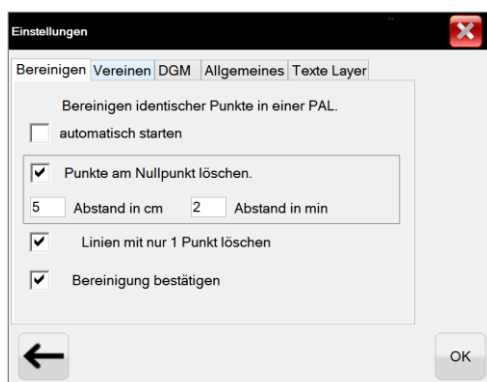 Einstellungen
Bereinigen Vereinen DGM Allgemeines Texte Layer
Bereinigen identischer Punkte in einer PAL.
automatisch starten
Punkte am Nullpunkt löschen.
5 Abstand in cm 2 Abstand in min
Linien mit nur 1 Punkt löschen
Bereinigung bestätigen
OK